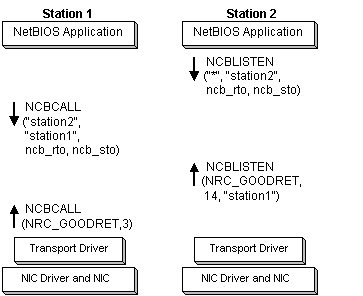 Station 1
NetBIOS Application
NCBCALL
("station2",
"station1",
ncb_rto, ncb_sto)
NCBCALL
(NRC_GOODRET,3)
Transport Driver
NIC Driver and NIC
Station 2
NetBIOS Application
NCBLISTEN
("*", "station2",
ncb_rto, ncb_sto)
NCBLISTEN
(NRC_GOODRET,
14, "station1")
Transport Driver
NIC Driver and NIC